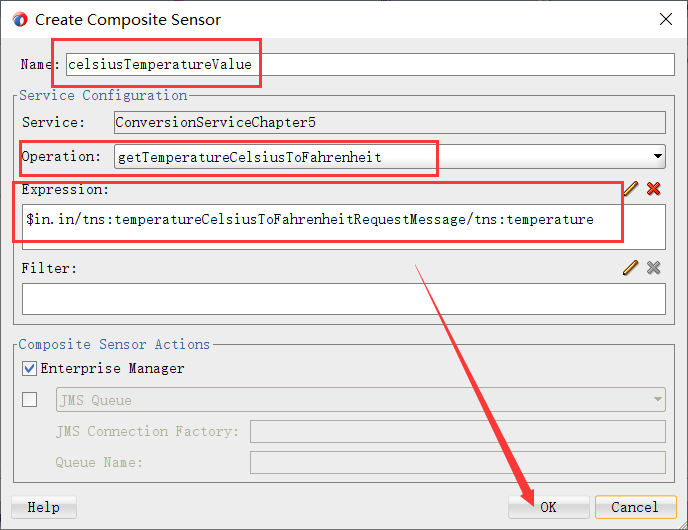 Create Composite Sensor
Name: celsiusTemperatureValue
Service Configuration
Service: ConversionServiceChapter5
Operation: getTemperatureCelsiusToFahrenheit
Expression:
$in.in/tns:temperatureCelsiusToFahrenheitRequestMessage/tns:temperature
Filter:
Composite Sensor Actions
Enterprise Manager
JMS Queue
JMS Connection Factory:
Queue Name:
Help OK Cancel